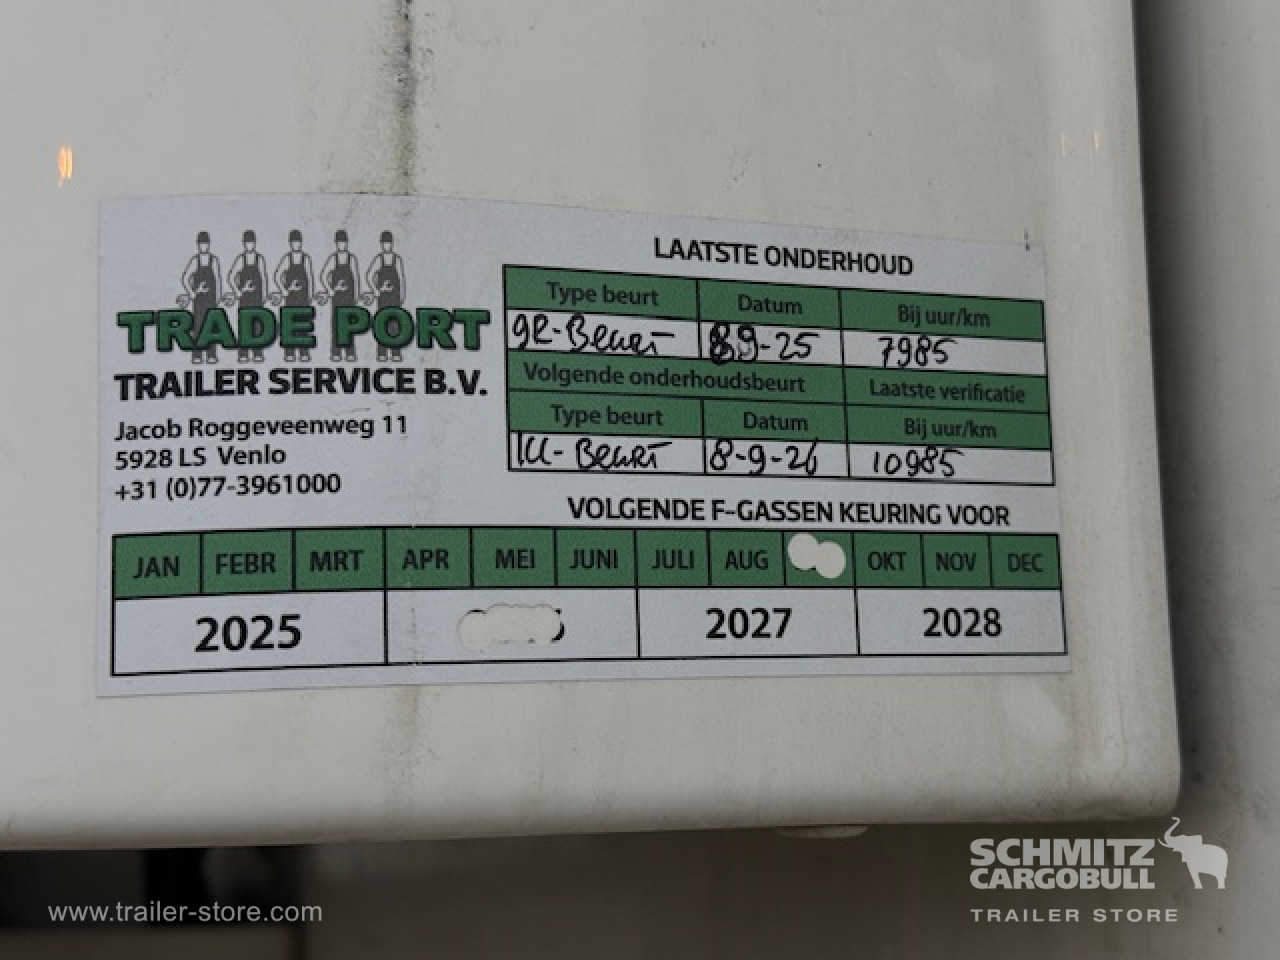 TRADE PORT
TRAILER SERVICE B.V.
Jacob Roggeveenweg 11
5928 LS Venlo
+31 (0)77-3961000
LAATSTE ONDERHOUD
Type beurt Datum Bij uur/km
gr-Beurt 8-9-25 7985
Volgende onderhoudsbeurt Laatste verificatie
Type beurt Datum Bij uur/km
Beurt 8-9-26 10985
VOLGENDE F-GASSEN KEURING VOOR
JAN FEBR MRT APR MEI JUNI JULI AUG OKT NOV DEC
2025 2027 2028
www.trailer-store.com
SCHMITZ
CARGOBULL
TRAILER STORE